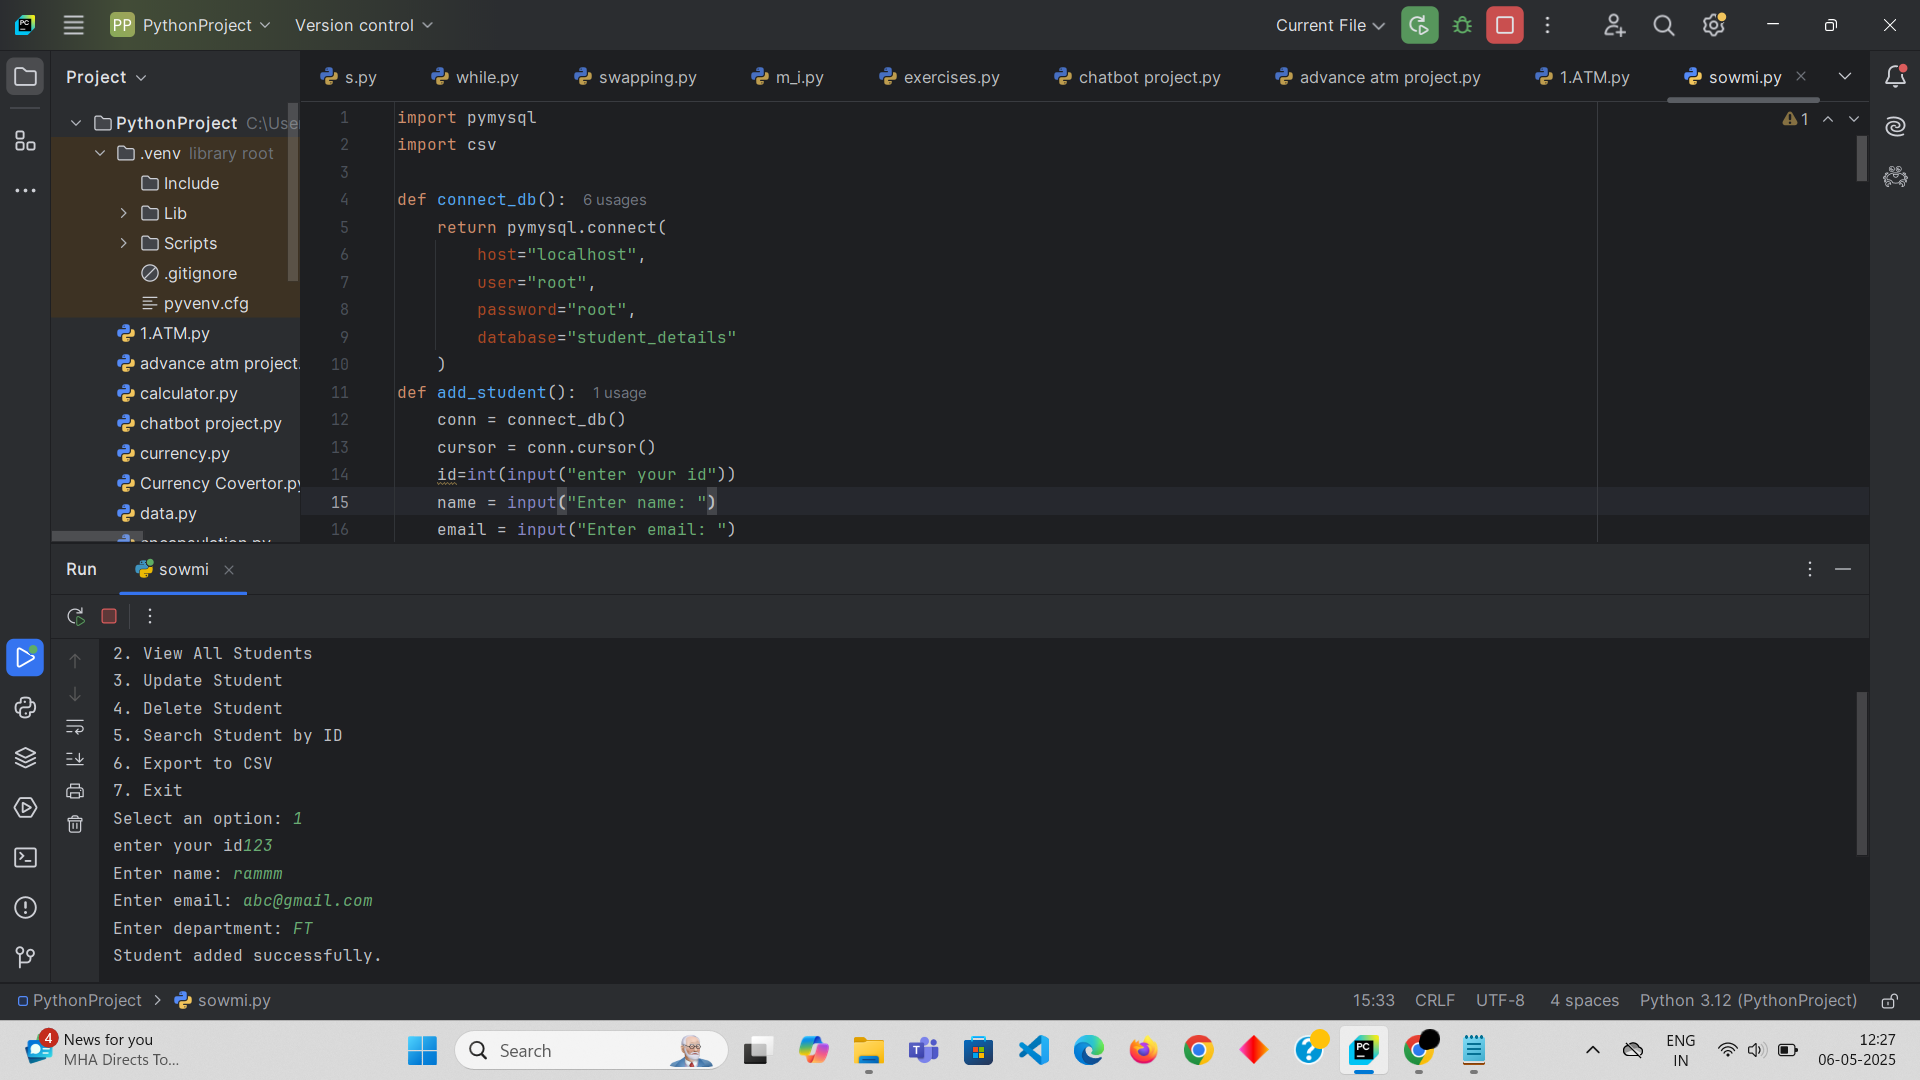 PP PythonProject Version control Current File
Project
s.py while.py swapping.py m_i.py exercises.py chatbot project.py advance atm project.py 1.ATM.py sowmi.py
PythonProject C:\Use
.venv library root
Include
Lib
Scripts
.gitignore
pyvenv.cfg
1.ATM.py
advance atm project.
calculator.py
chatbot project.py
currency.py
Currency Covertor.py
data.py
1 import pymysql
2 import csv
3
4 def connect_db(): 6 usages
5 return pymysql.connect(
6 host="localhost",
7 user="root",
8 password="root",
9 database="student_details"
10 )
11 def add_student(): 1 usage
12 conn = connect_db()
13 cursor = conn.cursor()
14 id=int(input("enter your id"))
15 name = input("Enter name: ")
16 email = input("Enter email: ")
1
Run sowmi
2. View All Students
3. Update Student
4. Delete Student
5. Search Student by ID
6. Export to CSV
7. Exit
Select an option: 1
enter your id123
Enter name: rammm
Enter email: abc@gmail.com
Enter department: FT
Student added successfully.
PythonProject > sowmi.py 15:33 CRLF UTF-8 4 spaces Python 3.12 (PythonProject)
4 News for you
MHA Directs To...
Search
ENG
IN
12:27
06-05-2025